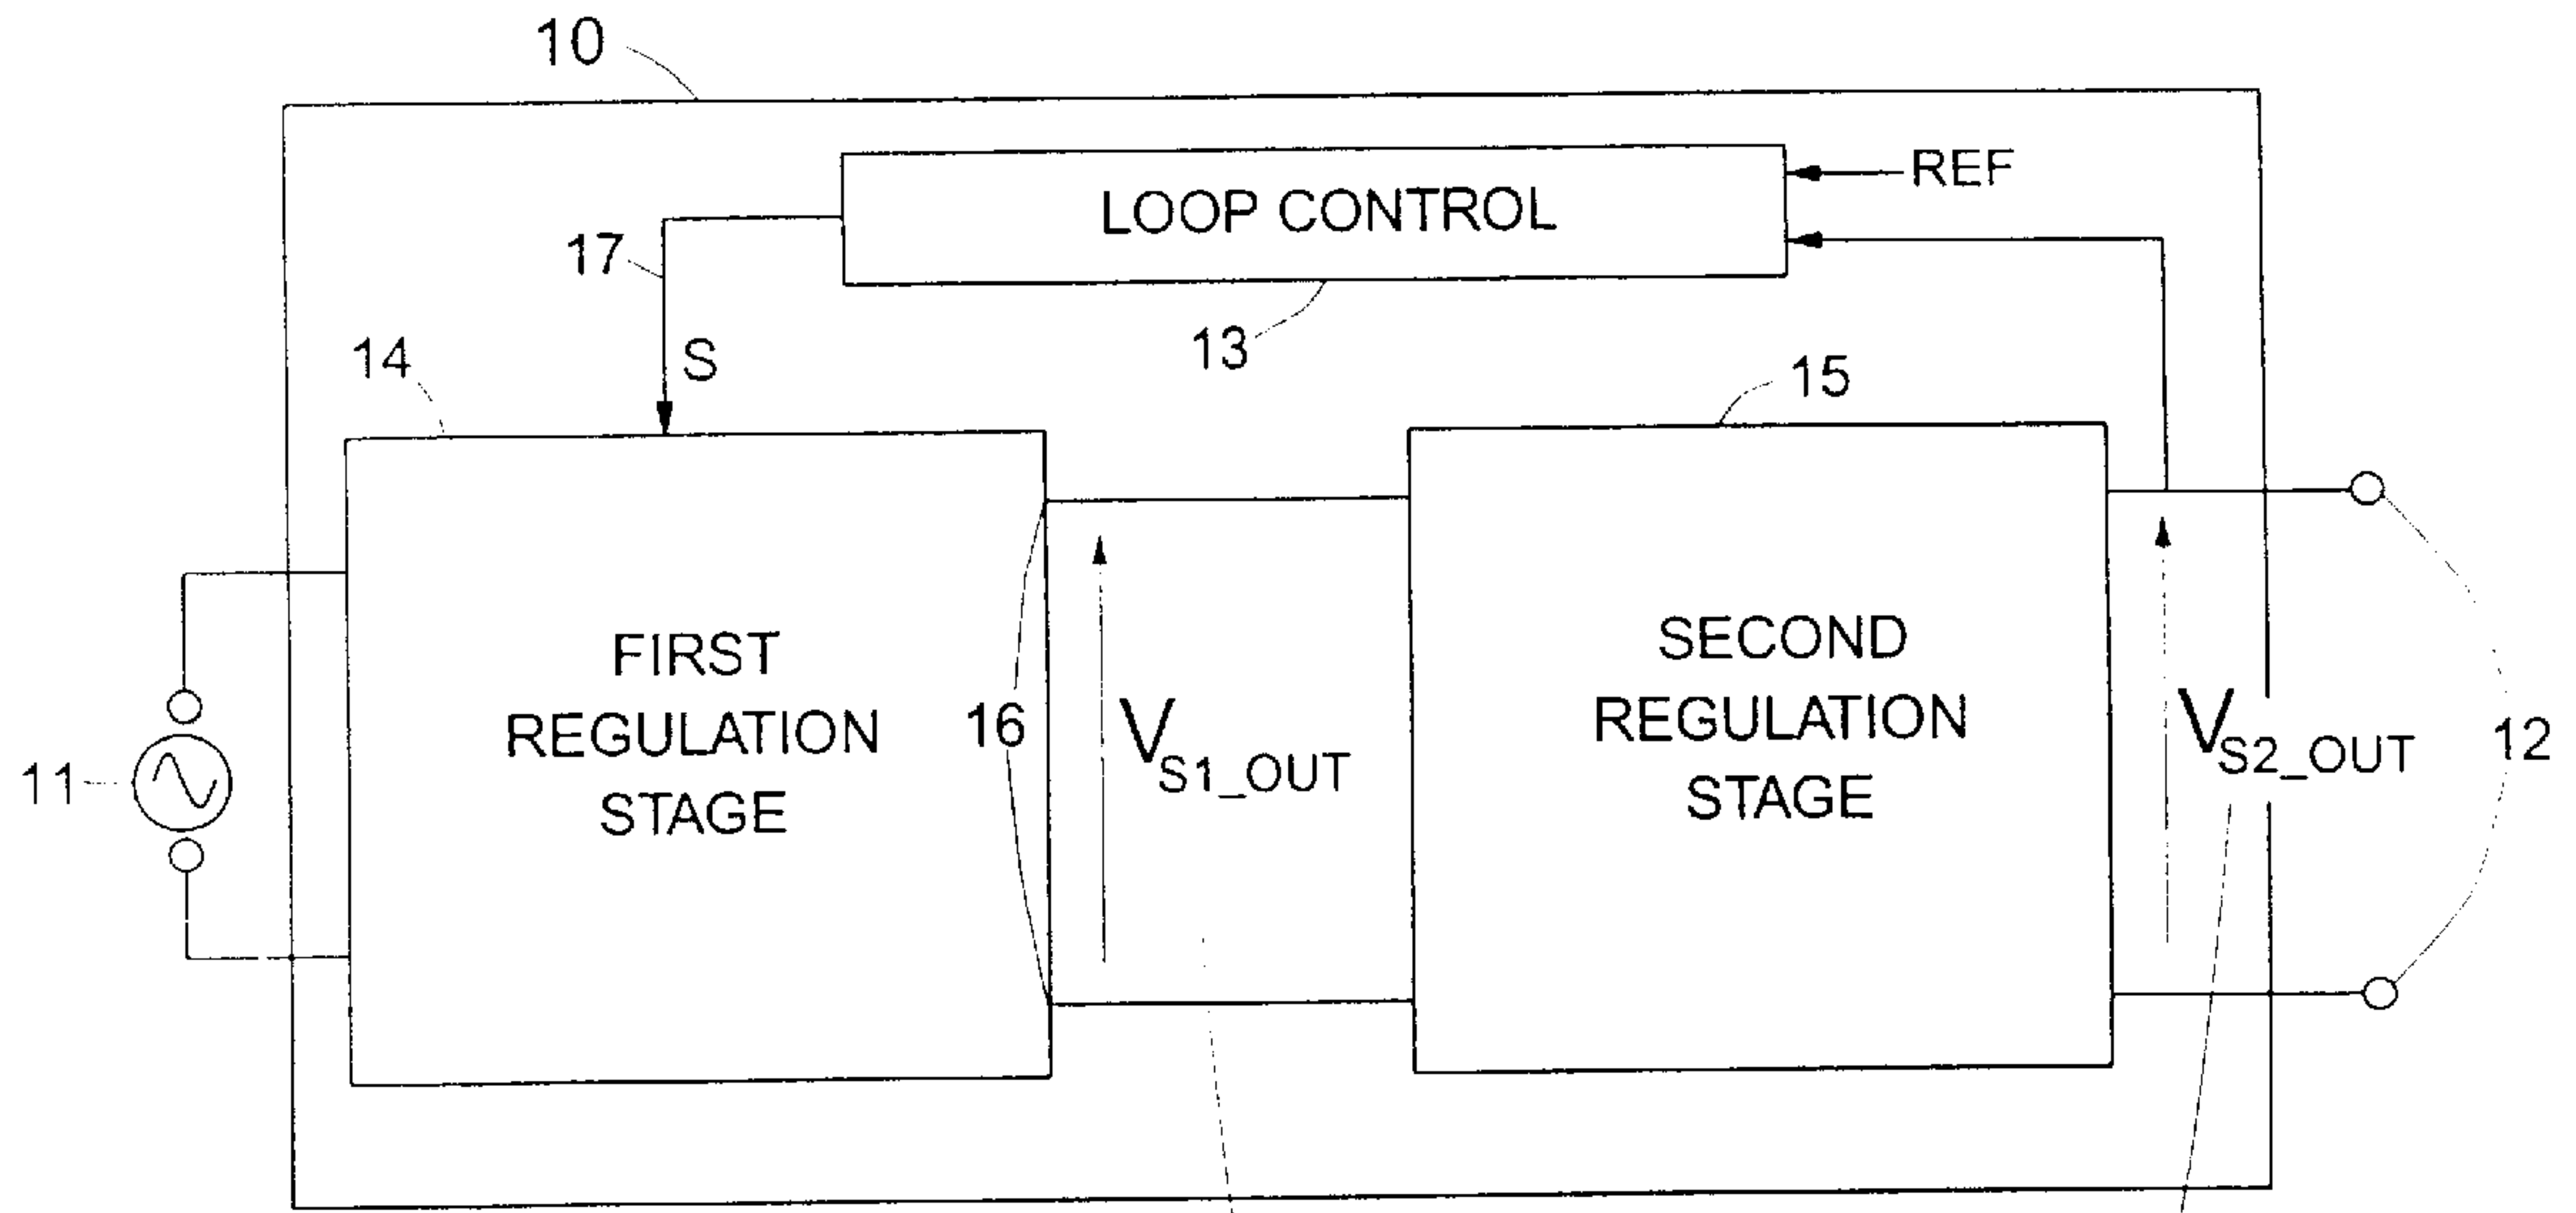 10
LOOP CONTROL
REF
17
13
S
14
15
FIRST
REGULATION
STAGE
16
V S1_OUT
SECOND
REGULATION
STAGE
V S2_OUT
12
11